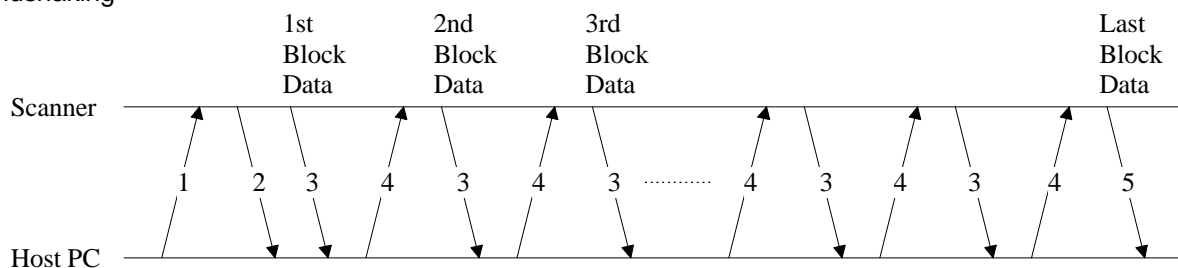 1st
Block
Data
2nd
Block
Data
3rd
Block
Data
Last
Block
Data
Scanner
1 2 3 4 3 4 3 ............ 4 3 4 3 4 5
Host PC